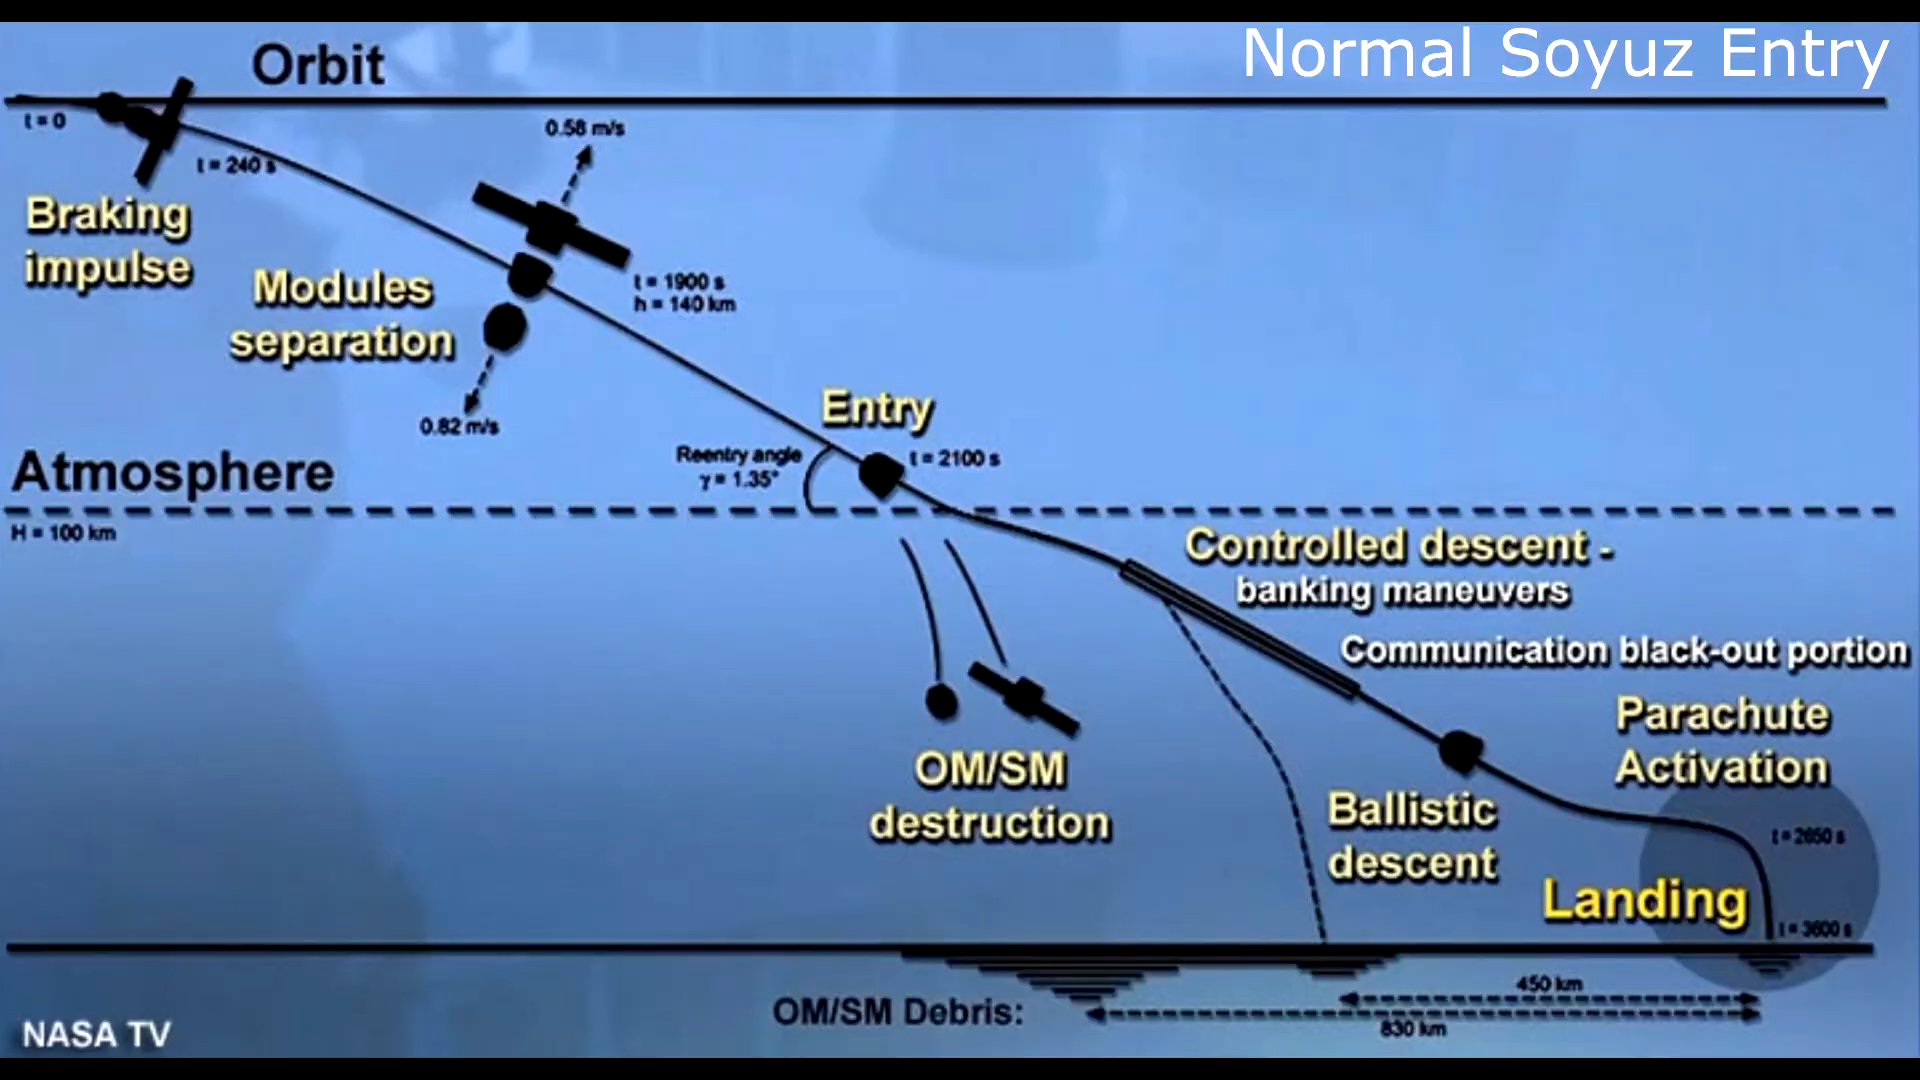 Normal Soyuz Entry
Orbit
t = 0
0.58 m/s
t = 240 s
Braking
impulse
Modules
separation
t = 1900 s
h = 140 km
0.82 m/s
Entry
Reentry angle
γ = 1.35°
t = 2100 s
Atmosphere
H = 100 km
Controlled descent -
banking maneuvers
Communication black-out portion
Parachute
Activation
OM/SM
destruction
Ballistic
descent
t = 2650 s
Landing
t = 3600 s
450 km
OM/SM Debris:
830 km
NASA TV